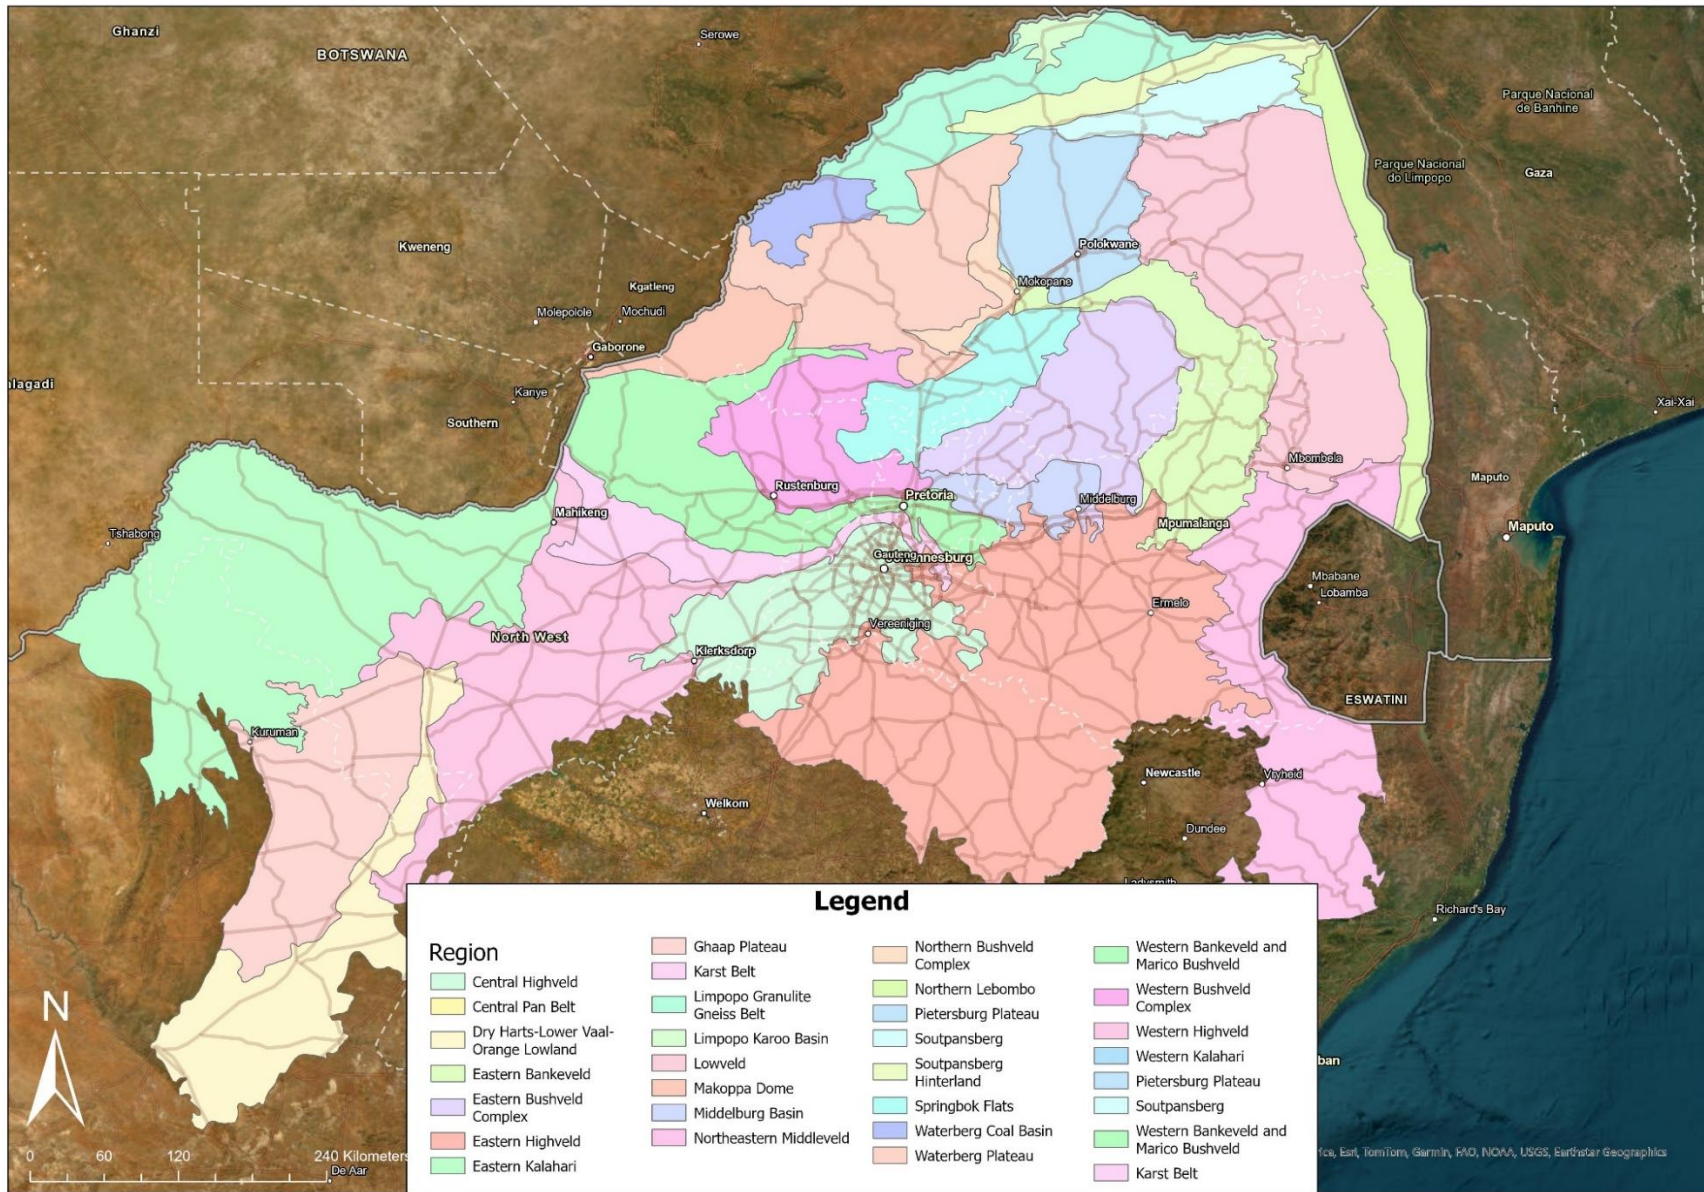 Ghanzi
BOTSWANA
Serowe
Parque Nacional
de Banhine
Parque Nacional
do Limpopo
Gaza
Kweneng
Polokwane
Kgatleng
Mokopane
Molepolole
Mochudi
Gaborone
lagadi
Kanye
Xai-Xai
Southern
Mbombela
Rustenburg
Pretoria
Middelburg
Maputo
Mahikeng
Mpumalanga
Maputo
Tshabong
Gauteng
Johannesburg
Mbabane
Lobamba
Ermelo
Vereeniging
North West
Klerksdorp
ESWATINI
Kuruman
Newcastle
Vryheid
Welkom
Dundee
Ladysmith
Richard's Bay
ban
De Aar
N
0 60 120 240 Kilometers
Legend
Region
Central Highveld
Central Pan Belt
Dry Harts-Lower Vaal-
Orange Lowland
Eastern Bankeveld
Eastern Bushveld
Complex
Eastern Highveld
Eastern Kalahari
Ghaap Plateau
Karst Belt
Limpopo Granulite
Gneiss Belt
Limpopo Karoo Basin
Lowveld
Makoppa Dome
Middelburg Basin
Northeastern Middleveld
Northern Bushveld
Complex
Northern Lebombo
Pietersburg Plateau
Soutpansberg
Soutpansberg
Hinterland
Springbok Flats
Waterberg Coal Basin
Waterberg Plateau
Western Bankeveld and
Marico Bushveld
Western Bushveld
Complex
Western Highveld
Western Kalahari
Pietersburg Plateau
Soutpansberg
Western Bankeveld and
Marico Bushveld
Karst Belt
rica, Esri, TomTom, Garmin, FAO, NOAA, USGS, Earthstar Geographics